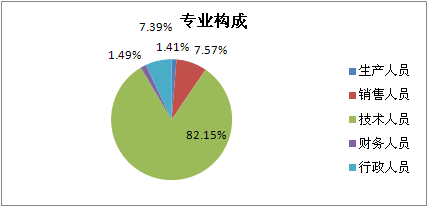 专业构成
7.39%
1.41%
7.57%
1.49%
82.15%
生产人员
销售人员
技术人员
财务人员
行政人员